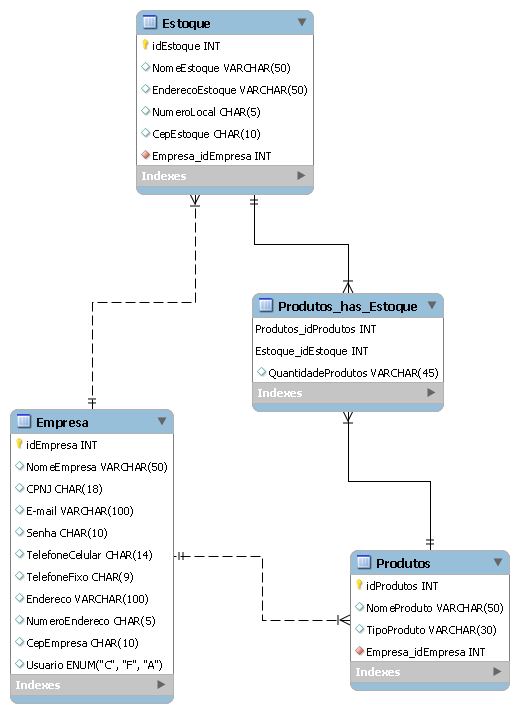 Estoque
idEstoque INT
NomeEstoque VARCHAR(50)
EnderecoEstoque VARCHAR(50)
NumeroLocal CHAR(5)
CepEstoque CHAR(10)
Empresa_idEmpresa INT
Indexes
Produtos_has_Estoque
Produtos_idProdutos INT
Estoque_idEstoque INT
QuantidadeProdutos VARCHAR(45)
Indexes
Empresa
idEmpresa INT
NomeEmpresa VARCHAR(50)
CPNJ CHAR(18)
E-mail VARCHAR(100)
Senha CHAR(10)
TelefoneCelular CHAR(14)
TelefoneFixo CHAR(9)
Endereco VARCHAR(100)
NumeroEndereco CHAR(5)
CepEmpresa CHAR(10)
Usuario ENUM("C", "F", "A")
Indexes
Produtos
idProdutos INT
NomeProduto VARCHAR(50)
TipoProduto VARCHAR(30)
Empresa_idEmpresa INT
Indexes